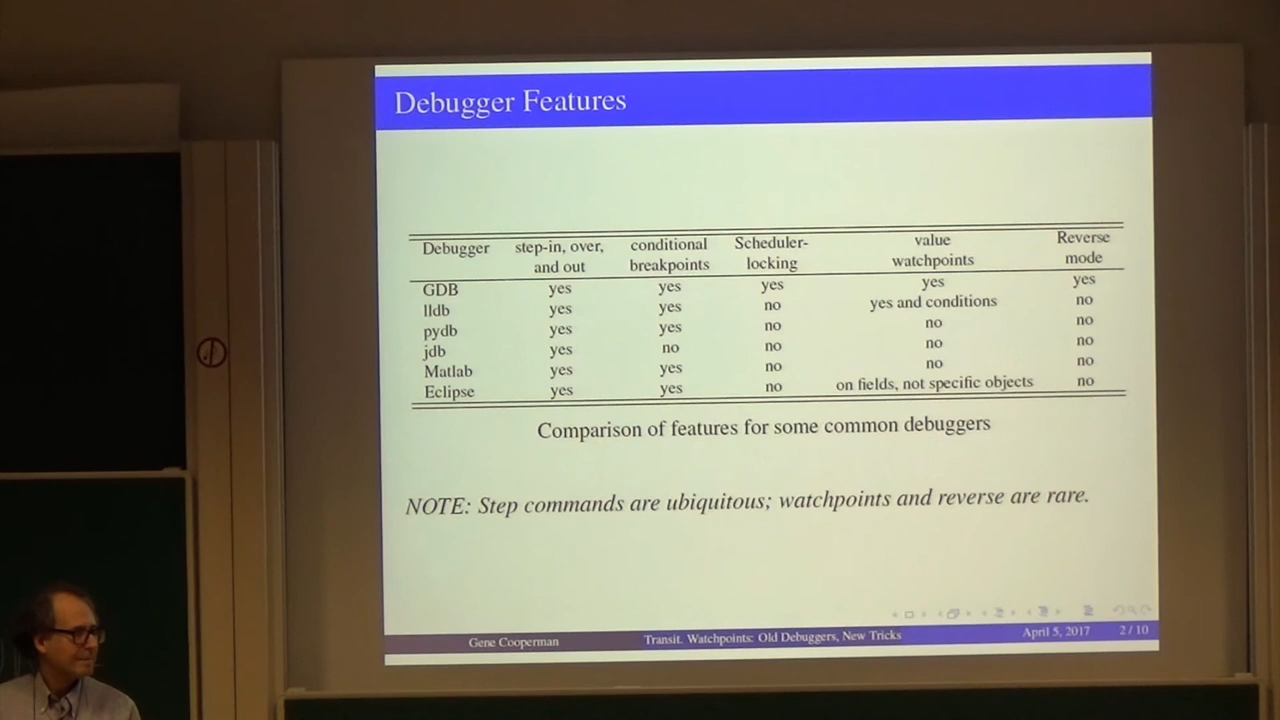 Debugger Features
Debugger step-in, over, and out conditional breakpoints Scheduler-locking value watchpoints Reverse mode
GDB yes yes yes yes yes
lldb yes yes no yes and conditions no
pydb yes yes no no no
jdb yes no no no no
Matlab yes yes no no no
Eclipse yes yes no on fields, not specific objects no
Comparison of features for some common debuggers
NOTE: Step commands are ubiquitous; watchpoints and reverse are rare.
Gene Cooperman Transit. Watchpoints: Old Debuggers, New Tricks April 5, 2017 2 / 10